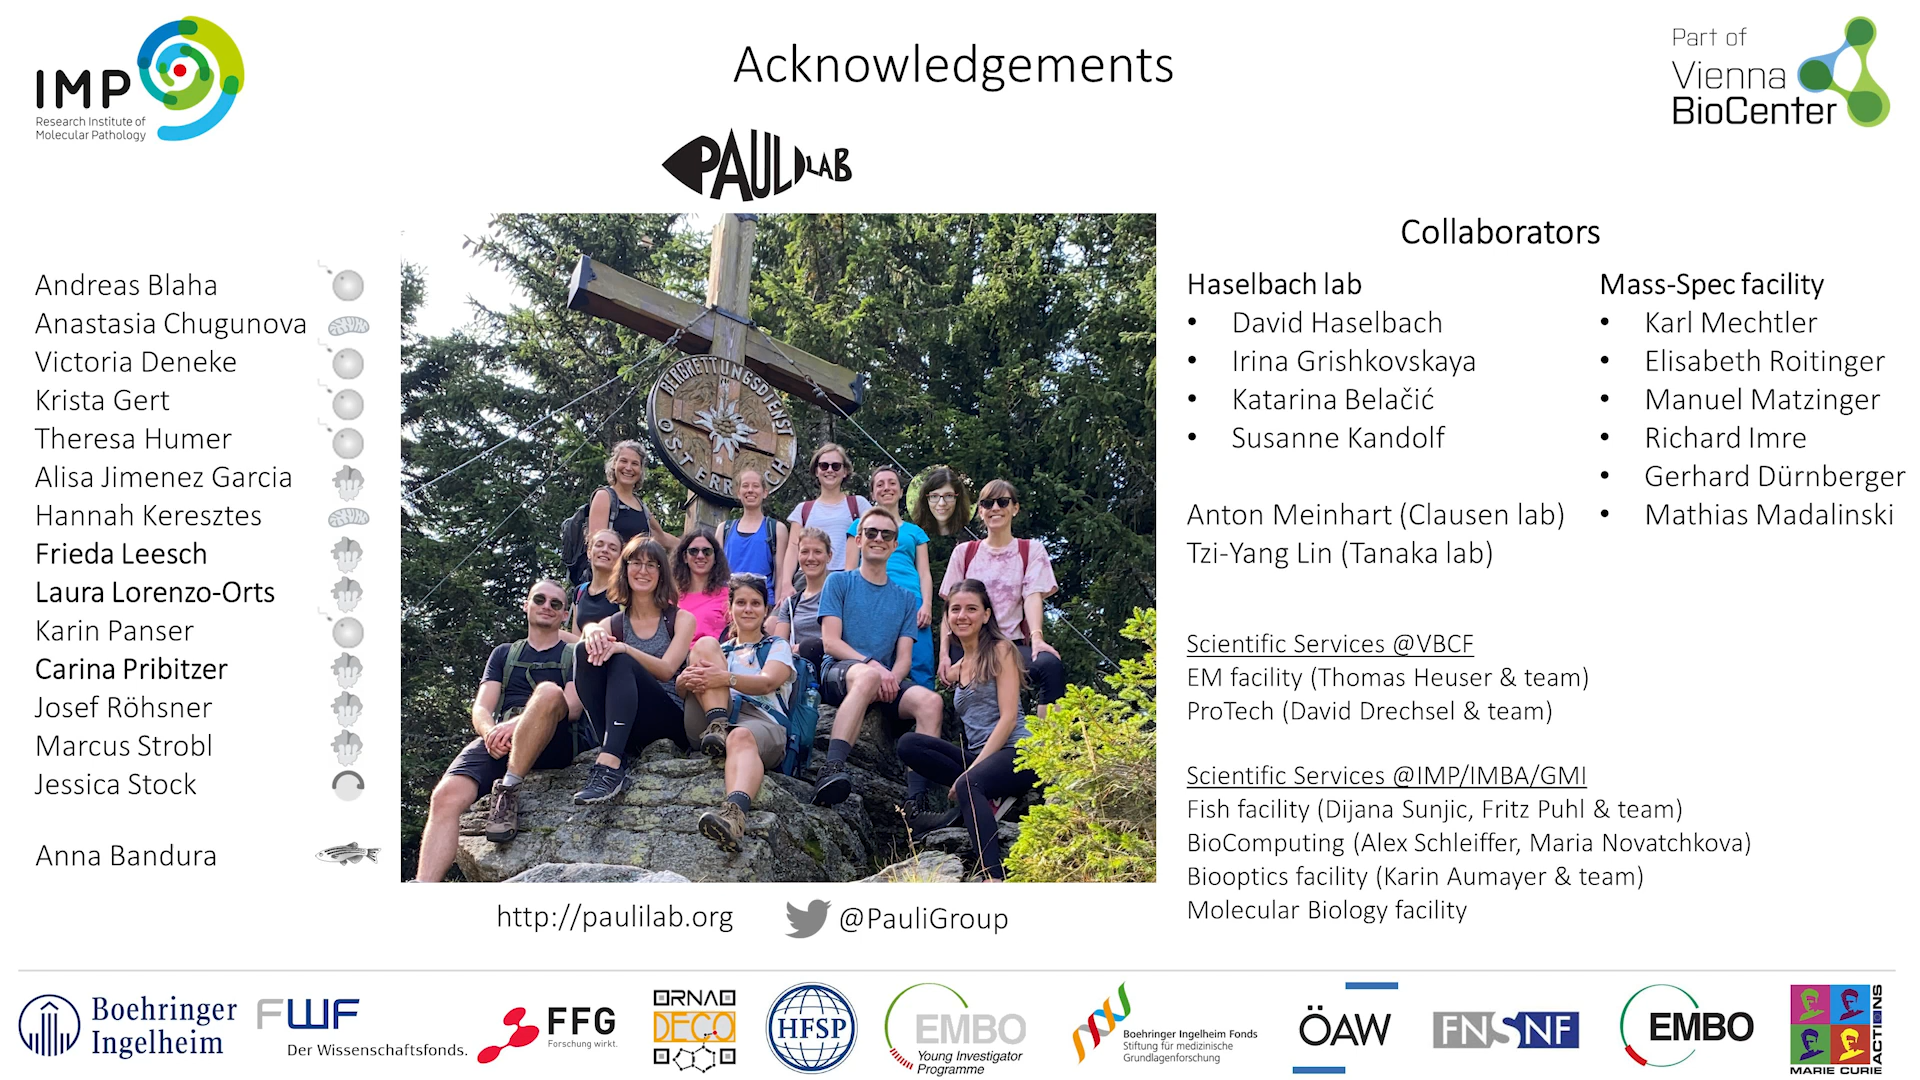 IMP
Research Institute of
Molecular Pathology
Acknowledgements
Part of
Vienna
BioCenter
PAULI LAB
Andreas Blaha
Anastasia Chugunova
Victoria Deneke
Krista Gert
Theresa Humer
Alisa Jimenez Garcia
Hannah Keresztes
Frieda Leesch
Laura Lorenzo-Orts
Karin Panser
Carina Pribitzer
Josef Röhsner
Marcus Strobl
Jessica Stock
Anna Bandura
BERGRETTUNGSDIENST
http://paulilab.org
@PauliGroup
Collaborators
Haselbach lab
• David Haselbach
• Irina Grishkovskaya
• Katarina Belačić
• Susanne Kandolf
Anton Meinhart (Clausen lab)
Tzi-Yang Lin (Tanaka lab)
Mass-Spec facility
• Karl Mechtler
• Elisabeth Roitinger
• Manuel Matzinger
• Richard Imre
• Gerhard Dürnberger
• Mathias Madalinski
Scientific Services @VBCF
EM facility (Thomas Heuser & team)
ProTech (David Drechsel & team)
Scientific Services @IMP/IMBA/GMI
Fish facility (Dijana Sunjic, Fritz Puhl & team)
BioComputing (Alex Schleiffer, Maria Novatchkova)
Biooptics facility (Karin Aumayer & team)
Molecular Biology facility
Boehringer
Ingelheim
FWF
Der Wissenschaftsfonds.
FFG
Forschung wirkt.
RNA
DECO
HFSP
EMBO
Young Investigator
Programme
Boehringer Ingelheim Fonds
Stiftung für medizinische
Grundlagenforschung
ÖAW
FNSNF
EMBO
MARIE CURIE
ACTIONS